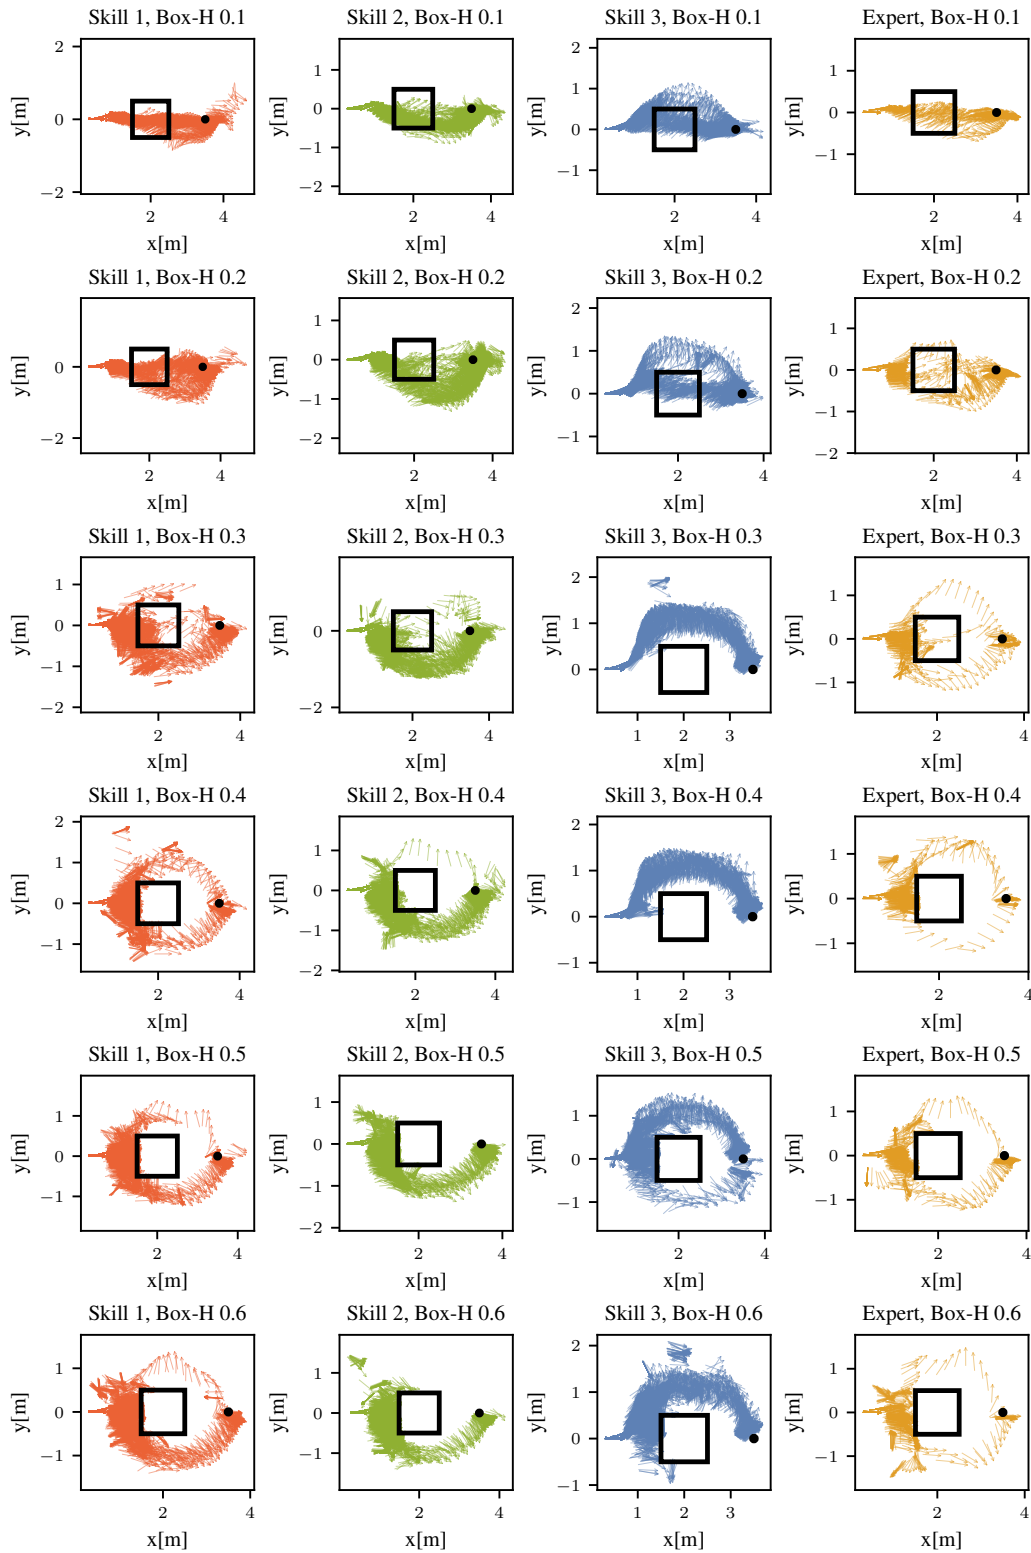 Skill 1, Box-H 0.1 Skill 2, Box-H 0.1 Skill 3, Box-H 0.1 Expert, Box-H 0.1
y[m] 2 0 −2 y[m] 1 0 −1 −2 y[m] 1 0 −1 y[m] 1 0 −1
2 4 2 4 2 4 2 4
x[m] x[m] x[m] x[m]
Skill 1, Box-H 0.2 Skill 2, Box-H 0.2 Skill 3, Box-H 0.2 Expert, Box-H 0.2
y[m] 0 −2 y[m] 1 0 −1 −2 y[m] 2 1 0 −1 y[m] 1 0 −1 −2
2 4 2 4 2 4 2 4
x[m] x[m] x[m] x[m]
Skill 1, Box-H 0.3 Skill 2, Box-H 0.3 Skill 3, Box-H 0.3 Expert, Box-H 0.3
y[m] 1 0 −1 −2 y[m] 0 −2 y[m] 2 1 0 y[m] 1 0 −1
2 4 2 4 1 2 3 2 4
x[m] x[m] x[m] x[m]
Skill 1, Box-H 0.4 Skill 2, Box-H 0.4 Skill 3, Box-H 0.4 Expert, Box-H 0.4
y[m] 2 1 0 −1 y[m] 1 0 −1 −2 y[m] 2 1 0 −1 y[m] 1 0 −1
2 4 2 4 1 2 3 2 4
x[m] x[m] x[m] x[m]
Skill 1, Box-H 0.5 Skill 2, Box-H 0.5 Skill 3, Box-H 0.5 Expert, Box-H 0.5
y[m] 1 0 −1 y[m] 1 0 −1 −2 y[m] 1 0 −1 y[m] 1 0 −1
2 4 2 4 2 4 2 4
x[m] x[m] x[m] x[m]
Skill 1, Box-H 0.6 Skill 2, Box-H 0.6 Skill 3, Box-H 0.6 Expert, Box-H 0.6
y[m] 1 0 −1 y[m] 1 0 −1 y[m] 2 1 0 −1 y[m] 1 0 −1
2 4 2 4 1 2 3 2 4
x[m] x[m] x[m] x[m]